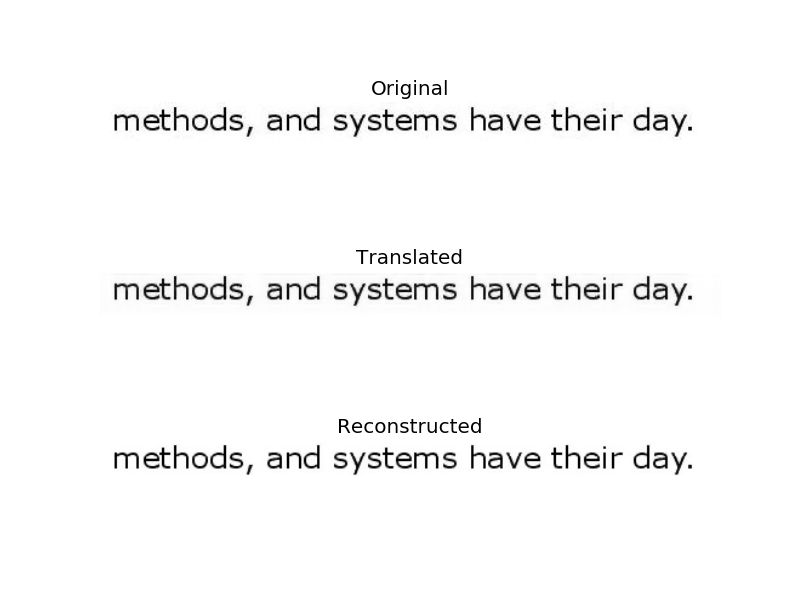 Original
methods, and systems have their day.
Translated
methods, and systems have their day.
Reconstructed
methods, and systems have their day.